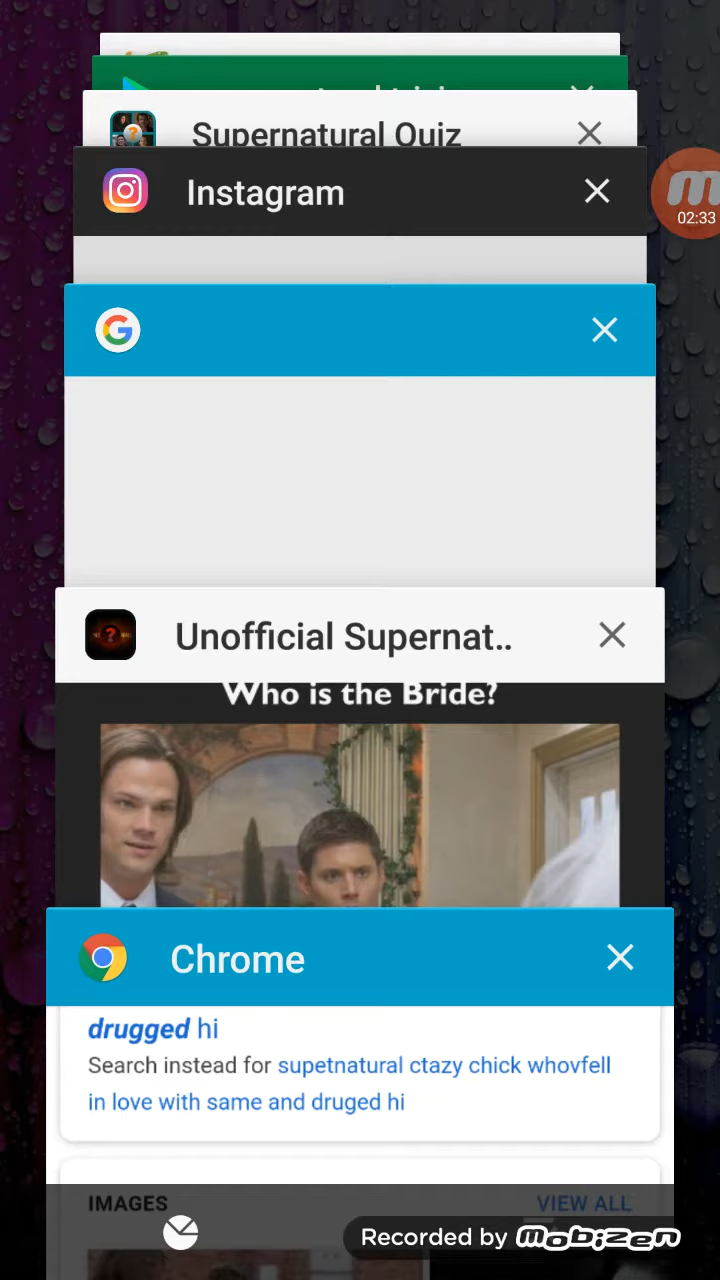 Supernatural Quiz
Instagram
02:33
Unofficial Supernat..
Who is the Bride?
Chrome
drugged hi
Search instead for supetnatural ctazy chick whovfell
in love with same and druged hi
IMAGES
VIEW ALL
Recorded by mobizen